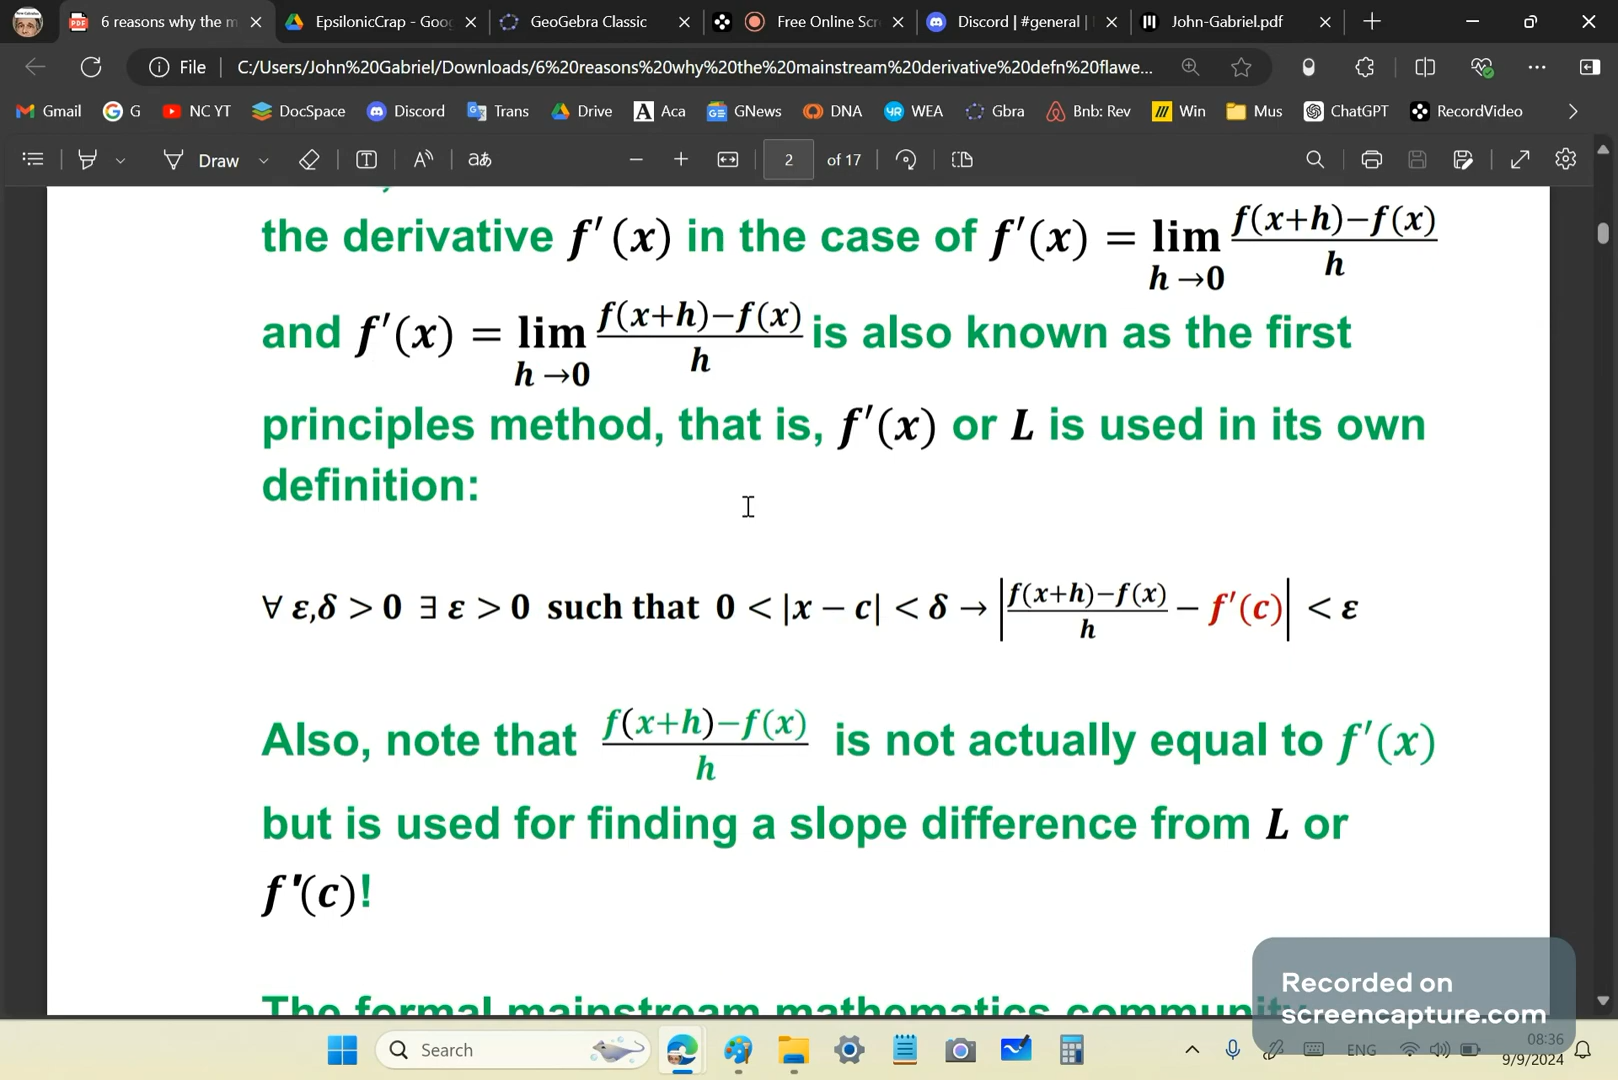 6 reasons why the m
EpsilonicCrap - Goog
GeoGebra Classic
Free Online Scr
Discord | #general |
John-Gabriel.pdf
File
C:/Users/John%20Gabriel/Downloads/6%20reasons%20why%20the%20mainstream%20derivative%20defn%20flawe...
Gmail
G
NC YT
DocSpace
Discord
Trans
Drive
Aca
GNews
DNA
WEA
Gbra
Bnb: Rev
Win
Mus
ChatGPT
RecordVideo
Draw
2 of 17
the derivative f′(x) in the case of f′(x) = lim h→0 f(x+h)−f(x) / h
and f′(x) = lim h→0 f(x+h)−f(x) / h is also known as the first
principles method, that is, f′(x) or L is used in its own
definition:
∀ ε,δ > 0 ∃ ε > 0 such that 0 < |x − c| < δ → |f(x+h)−f(x) / h − f′(c)| < ε
Also, note that f(x+h)−f(x) / h is not actually equal to f′(x)
but is used for finding a slope difference from L or
f'(c)!
The formal mainstream mathematics community
Recorded on
screencapture.com
Search
ENG
08:36
9/9/2024